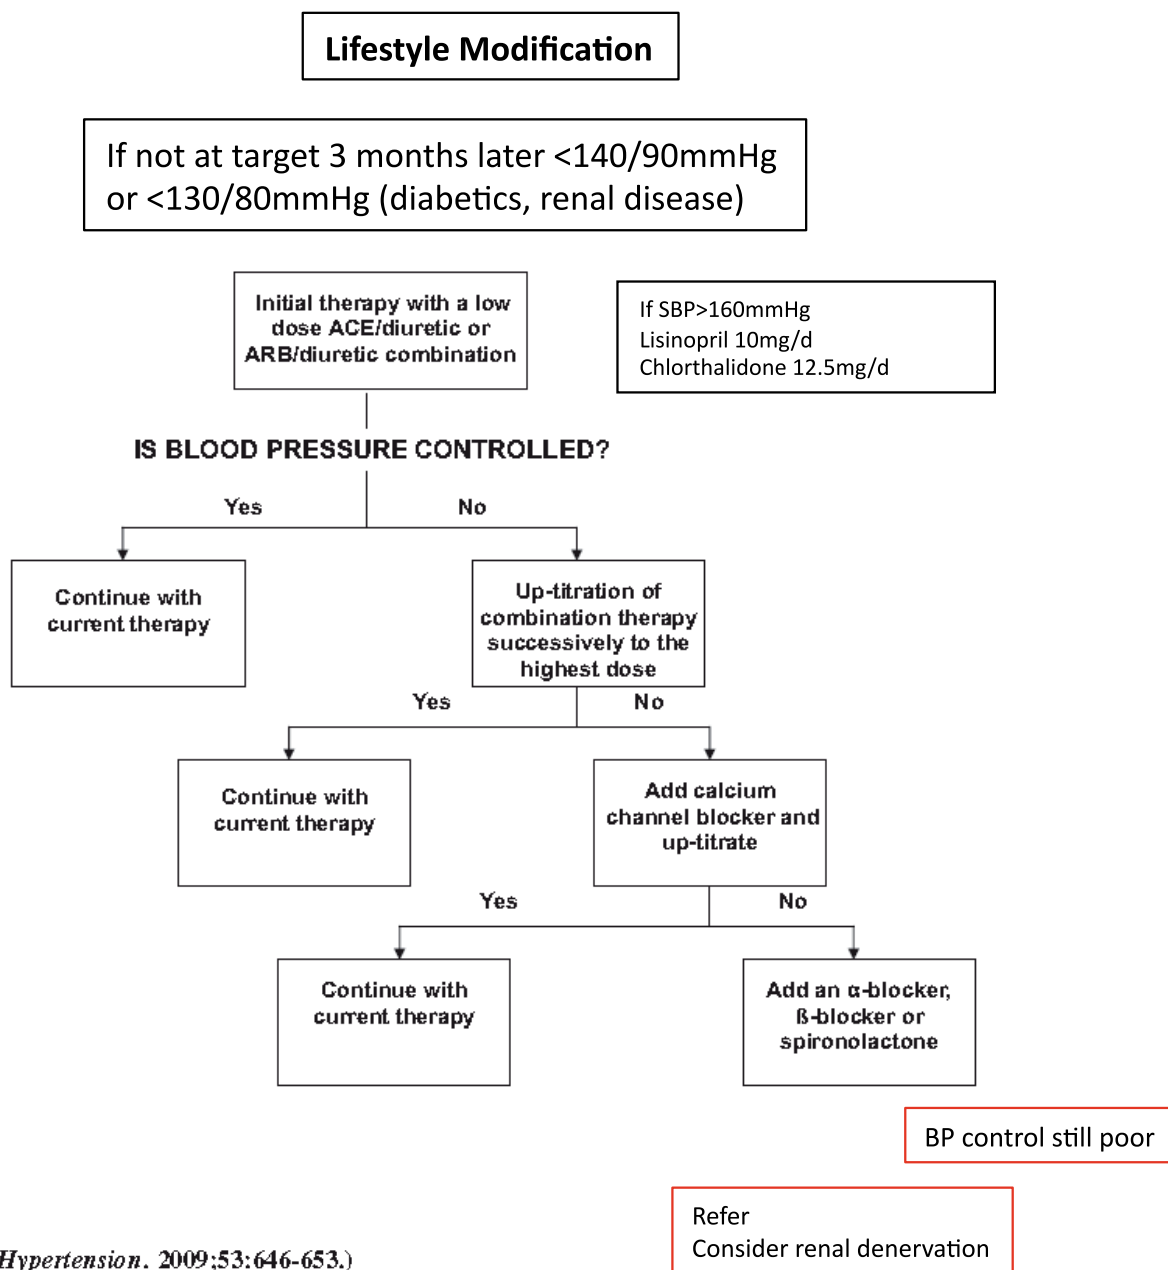 Lifestyle Modification
If not at target 3 months later <140/90mmHg
or <130/80mmHg (diabetics, renal disease)
Initial therapy with a low
dose ACE/diuretic or
ARB/diuretic combination
If SBP>160mmHg
Lisinopril 10mg/d
Chlorthalidone 12.5mg/d
IS BLOOD PRESSURE CONTROLLED?
Yes
No
Continue with
current therapy
Up-titration of
combination therapy
successively to the
highest dose
Yes
No
Continue with
current therapy
Add calcium
channel blocker and
up-titrate
Yes
No
Continue with
current therapy
Add an α-blocker,
ß-blocker or
spironolactone
BP control still poor
Refer
Consider renal denervation
Hypertension. 2009;53:646-653.)